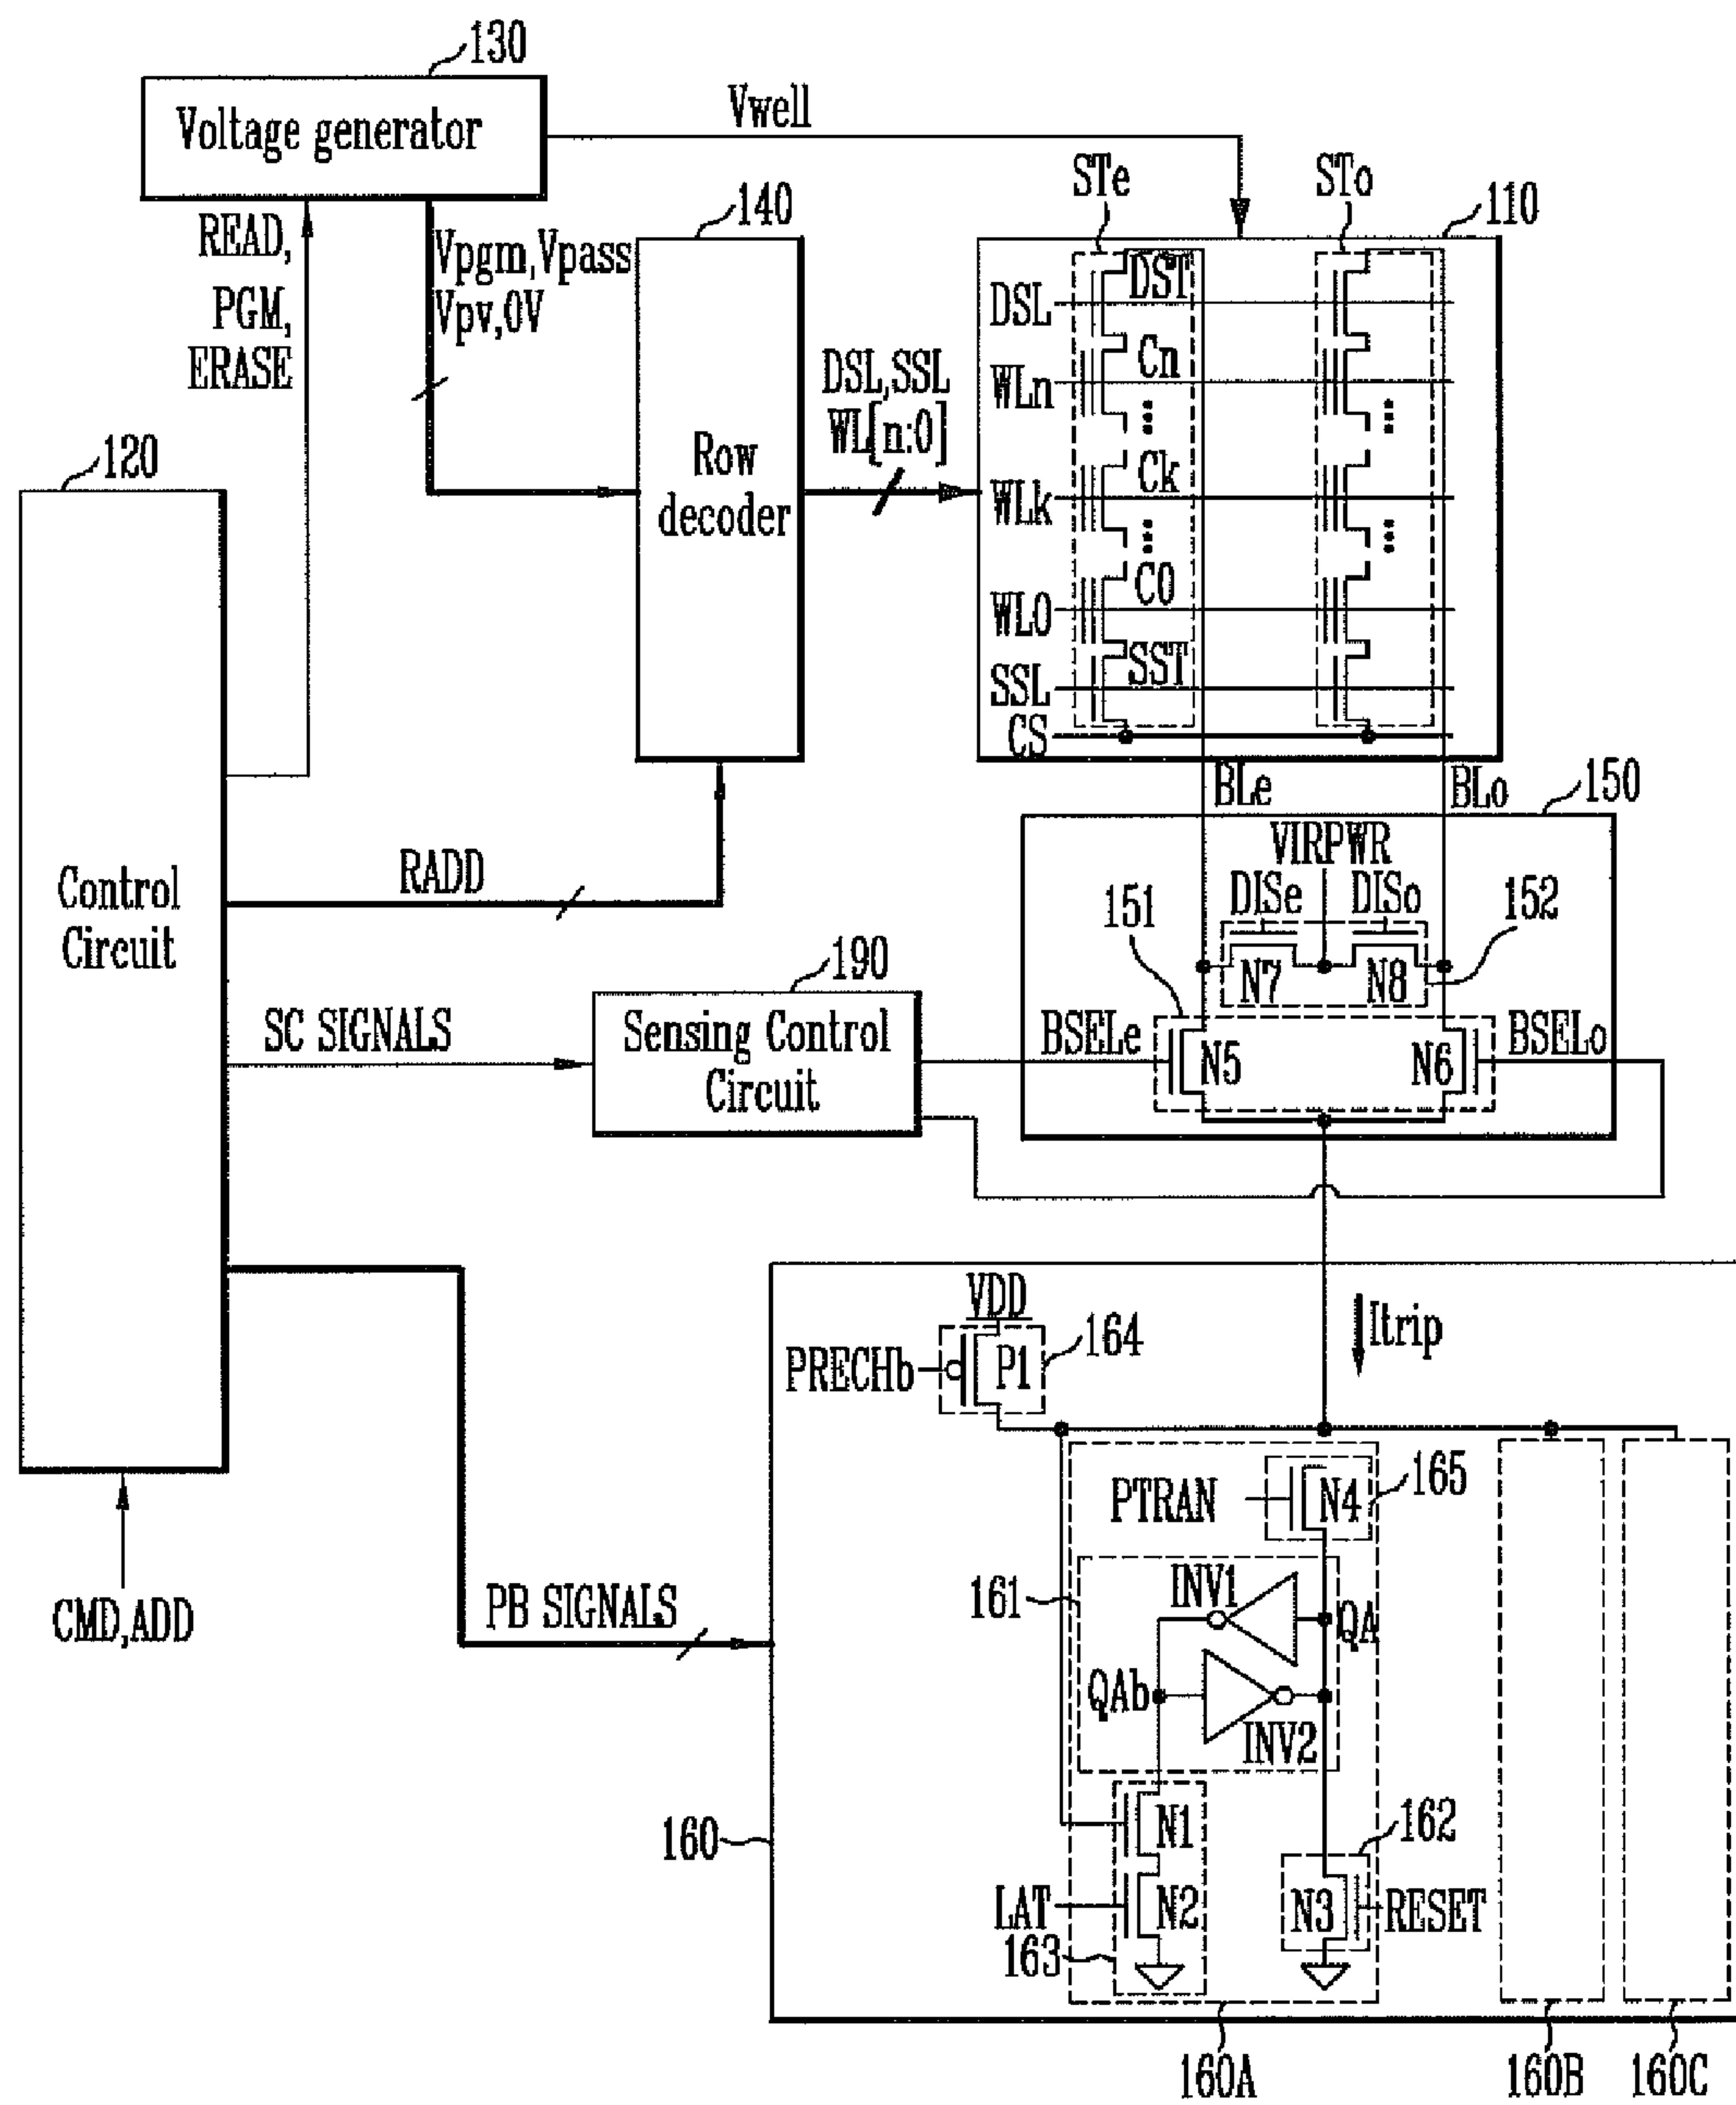 130
Voltage generator
Vwell
READ,
PGM,
ERASE
Vpgm,Vpass
Vpv,0V
140
Row
decoder
DSL,SSL
WL[n:0]
STe
STo
110
DSL
DST
WLn
Cn
...
...
WLk
Ck
...
...
WL0
C0
SSL
SST
CS
120
Control
Circuit
RADD
BLe
BLo
150
VIRPWR
DISe
DISo
151
152
N7
N8
190
SC SIGNALS
Sensing Control
Circuit
BSELe
N5
N6
BSELo
VDD
164
PRECHb
P1
Itrip
PTRAN
N4
165
161
INV1
QA
QAb
INV2
CMD,ADD
PB SIGNALS
160
N1
162
LAT
N2
N3
RESET
163
160A
160B
160C